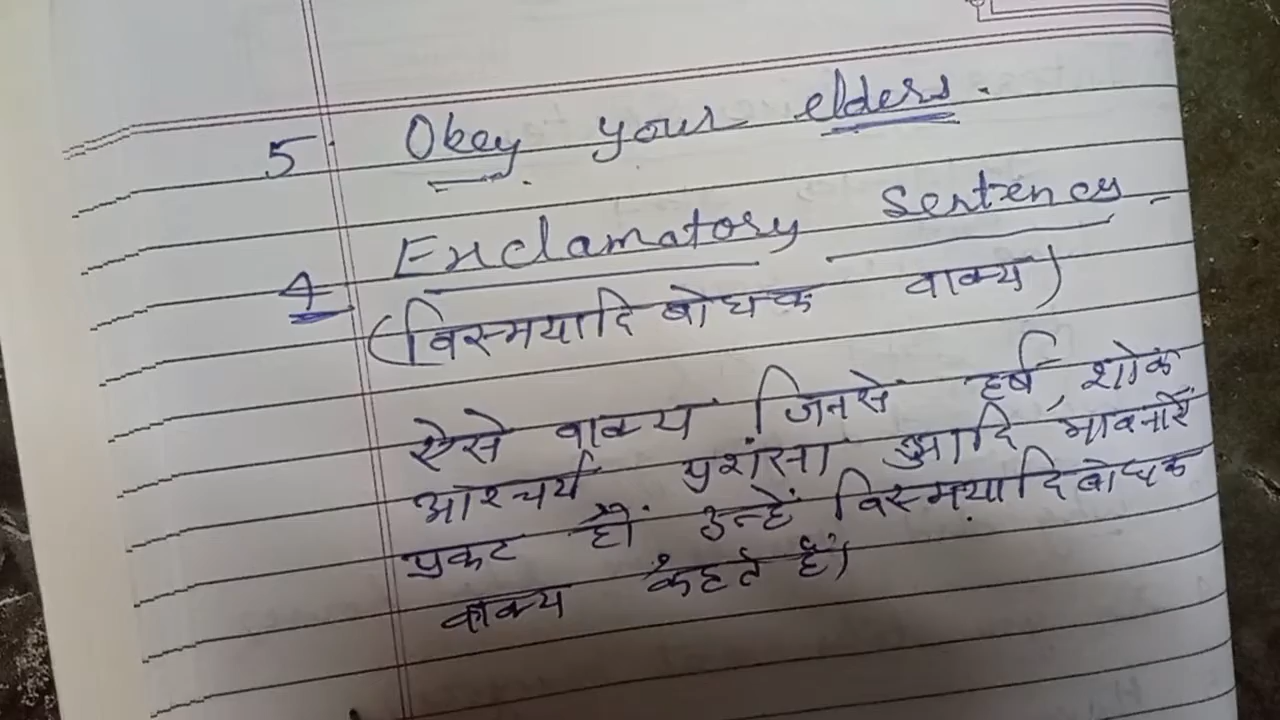 5 Obey your elders.
Exclamatory Sentences -
4 (विस्मयादिबोधक वाक्य)
ऐसे वाक्य जिनसे हर्ष, शोक
आश्चर्य प्रशंसा आदि भावनाऐं
प्रकट हों उन्हें विस्मयादिबोधक
वाक्य कहते है।